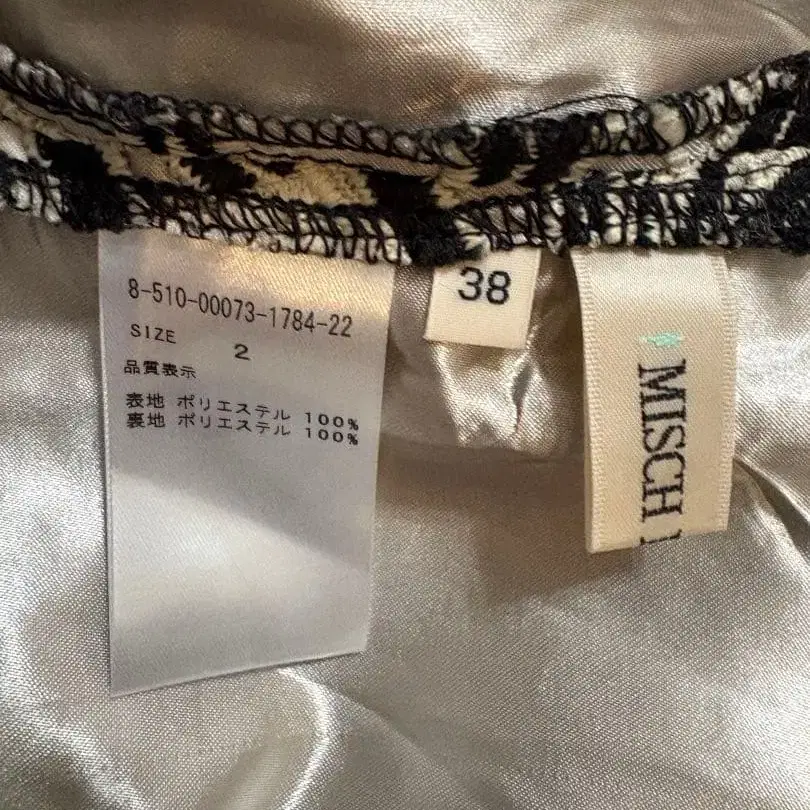 8-510-00073-1784-22
SIZE 2
品質表示
表地 ポリエステル 100%
裏地 ポリエステル 100%
38
MISCH